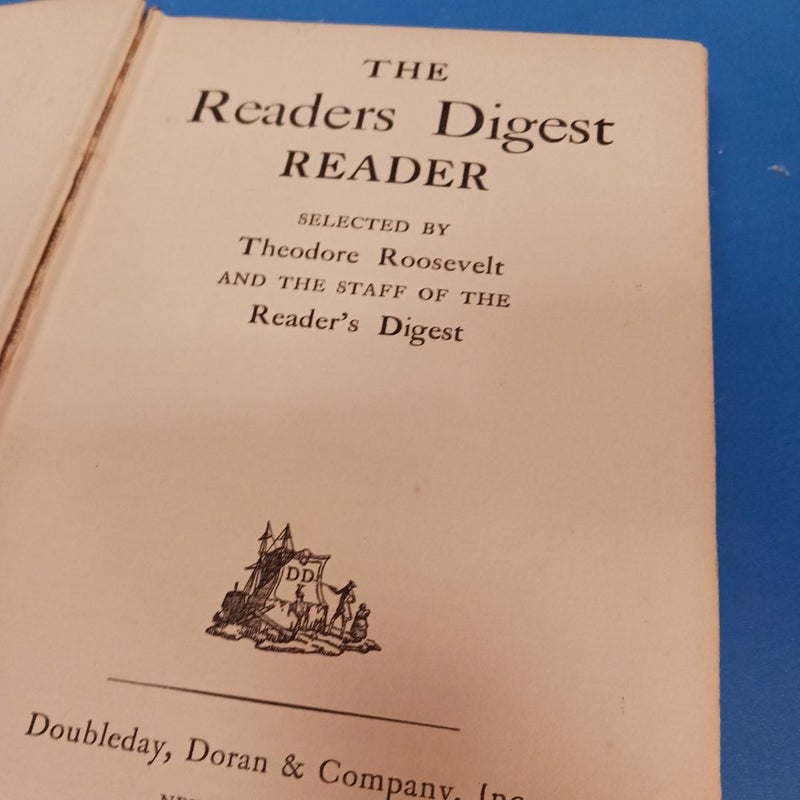 THE
Readers Digest
READER
SELECTED BY
Theodore Roosevelt
AND THE STAFF OF THE
Reader's Digest
DD
Doubleday, Doran & Company, Inc